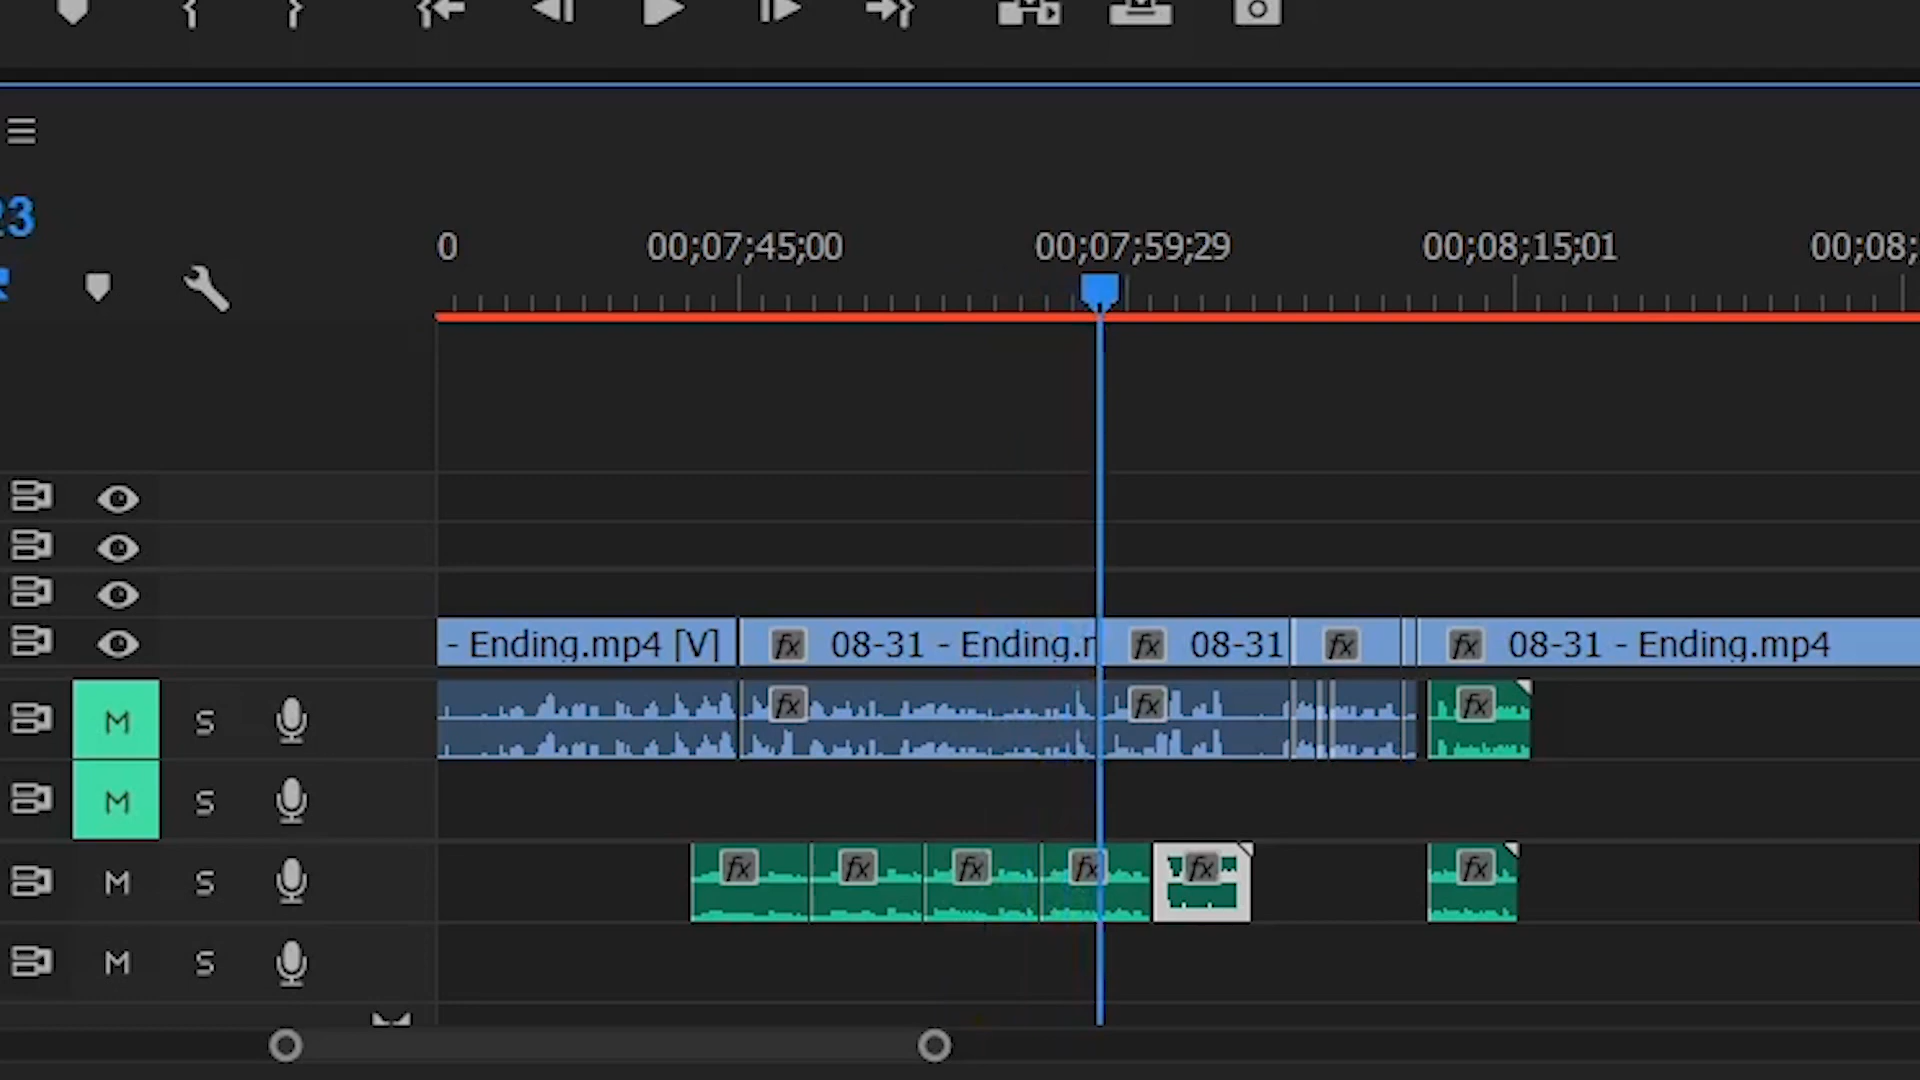 23
0 00;07;45;00 00;07;59;29 00;08;15;01 00;08;
- Ending.mp4 [V] fx 08-31 - Ending.m fx 08-31 fx fx 08-31 - Ending.mp4
M S fx fx fx
M S
M S fx fx fx fx fx fx
M S